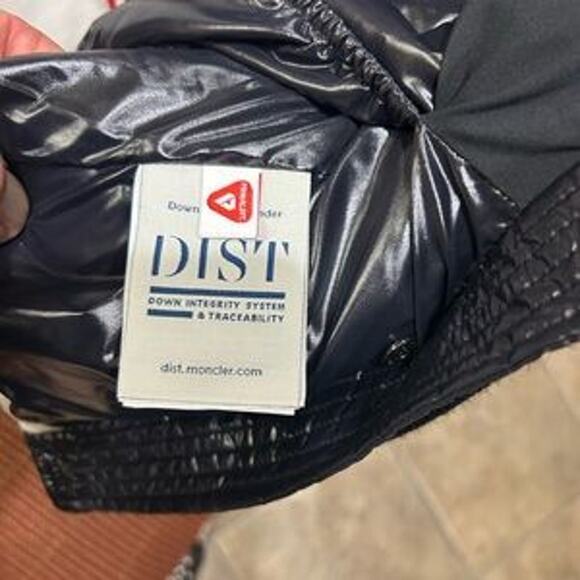 Down
DIST
DOWN INTEGRITY SYSTEM
& TRACEABILITY
dist.moncler.com